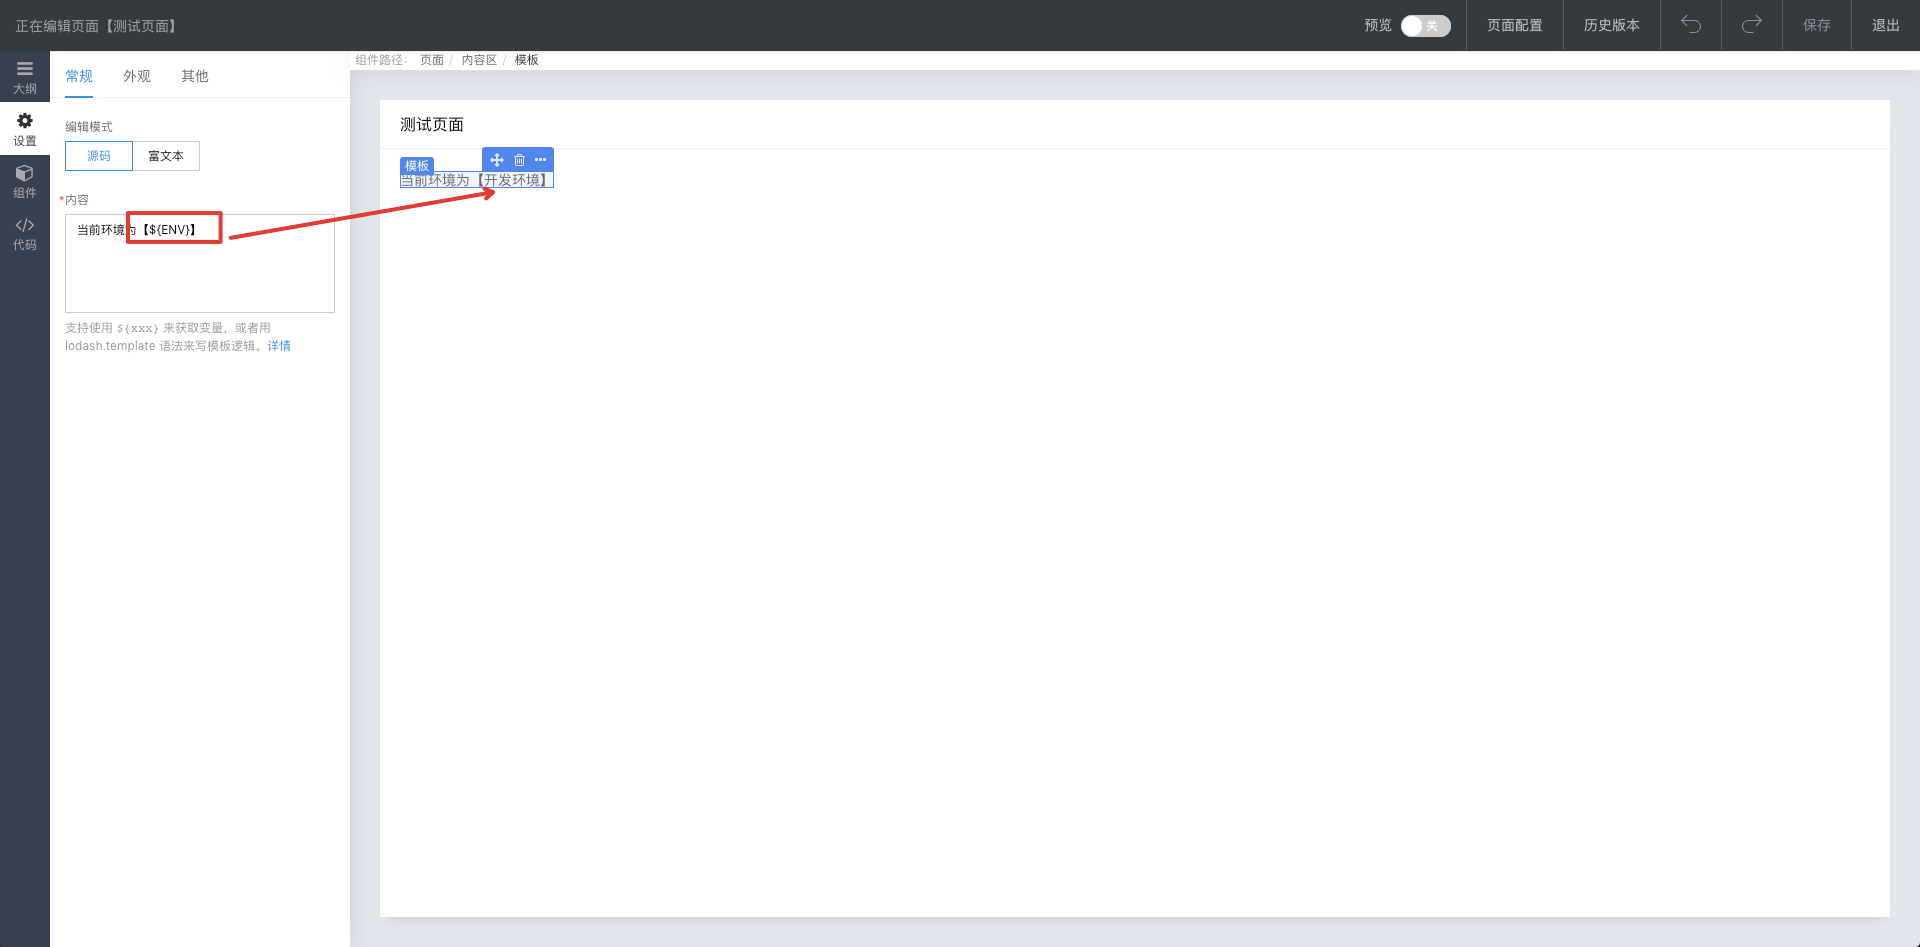 正在编辑页面【测试页面】
预览 关 页面配置 历史版本 保存 退出
大纲
设置
组件
代码
常规 外观 其他
编辑模式
源码 富文本
*内容
当前环境为【${ENV}】
支持使用 ${xxx} 来获取变量，或者用
lodash.template 语法来写模板逻辑。详情
组件路径： 页面 / 内容区 / 模板
测试页面
模板
当前环境为【开发环境】